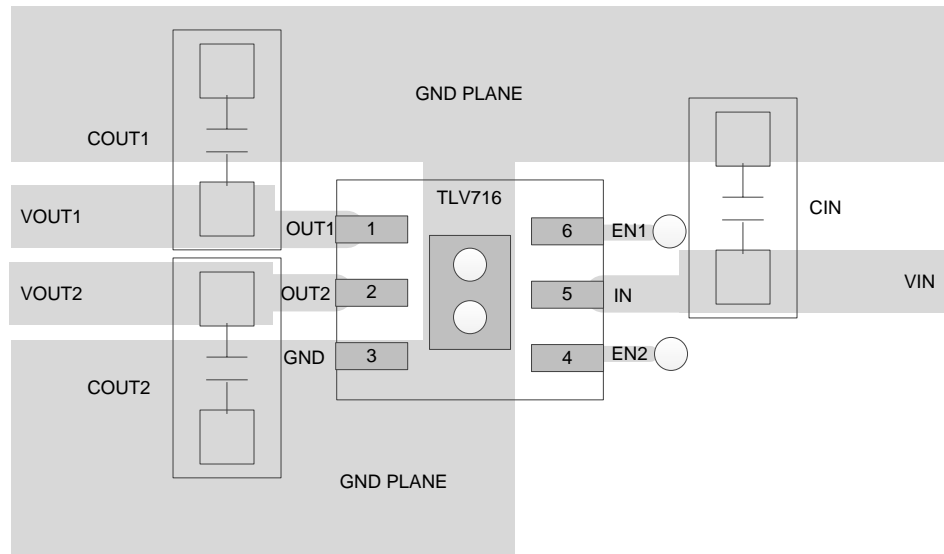 GND PLANE
COUT1
TLV716
CIN
VOUT1
OUT1
1
6
EN1
VOUT2
OUT2
2
5
IN
VIN
GND
3
4
EN2
COUT2
GND PLANE